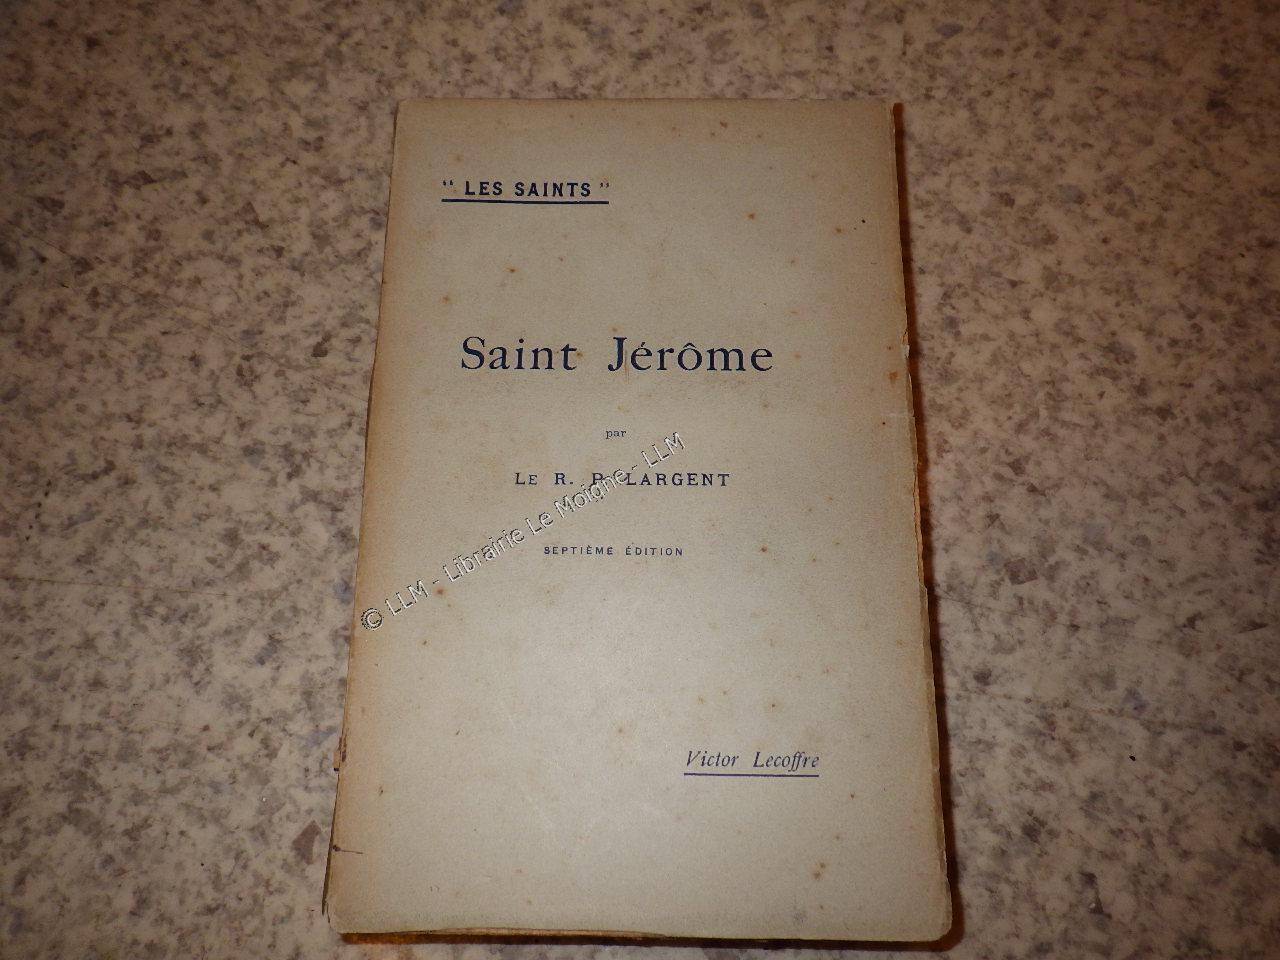 “ LES SAINTS ”
Saint Jérôme
par
LE R. P. LARGENT
SEPTIÈME ÉDITION
© LLM - Librairie Le Moigne - LLM
Victor Lecoffre